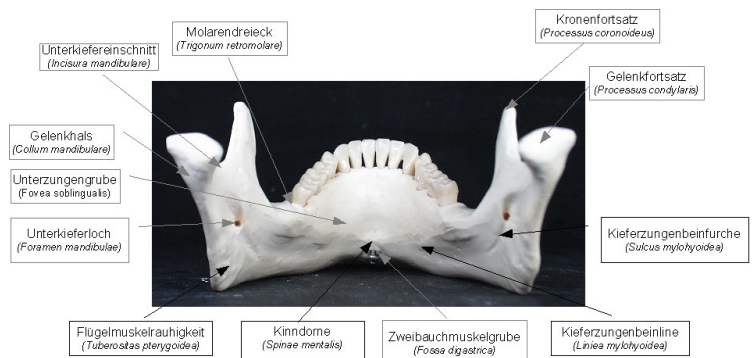 Kronenfortsatz
(Processus coronoideus)
Molarendreieck
(Trigonum retromolare)
Unterkiefereinschnitt
(Incisura mandibulare)
Gelenkfortsatz
(Processus condylaris)
Gelenkhals
(Collum mandibulare)
Unterzungengrube
(Fovea soblingualis)
Unterkieferloch
(Foramen mandibulae)
Kieferzungenbeinfurche
(Sulcus mylohyoidea)
Flügelmuskelrauhigkeit
(Tuberositas pterygoidea)
Kinndorne
(Spinae mentalis)
Zweibauchmuskelgrube
(Fossa digastrica)
Kieferzungenbeinline
(Liniea mylohyoidea)